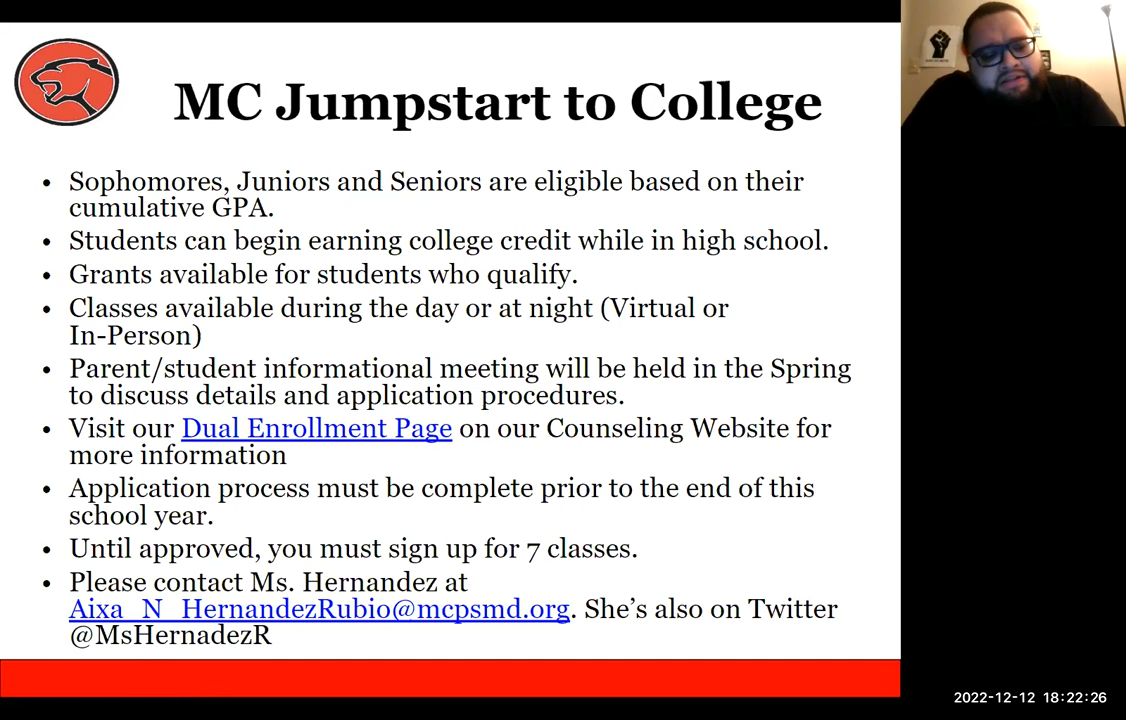 MC Jumpstart to College
• Sophomores, Juniors and Seniors are eligible based on their
cumulative GPA.
• Students can begin earning college credit while in high school.
• Grants available for students who qualify.
• Classes available during the day or at night (Virtual or
In-Person)
• Parent/student informational meeting will be held in the Spring
to discuss details and application procedures.
• Visit our Dual Enrollment Page on our Counseling Website for
more information
• Application process must be complete prior to the end of this
school year.
• Until approved, you must sign up for 7 classes.
• Please contact Ms. Hernandez at
Aixa_N_HernandezRubio@mcpsmd.org. She's also on Twitter
@MsHernadezR
2022-12-12 18:22:26